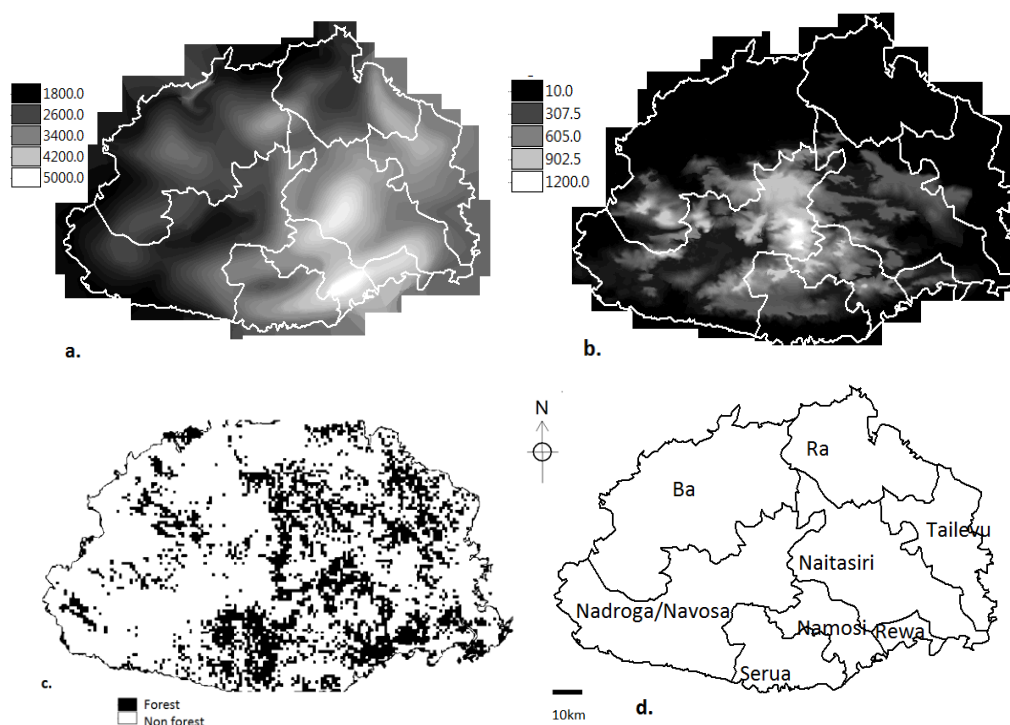 1800.0
2600.0
3400.0
4200.0
5000.0
a.
10.0
307.5
605.0
902.5
1200.0
b.
c.
Forest
Non forest
N
Ra
Ba
Tailevu
Naitasiri
Nadroga/Navosa
Namosi
Rewa
Serua
10km
d.